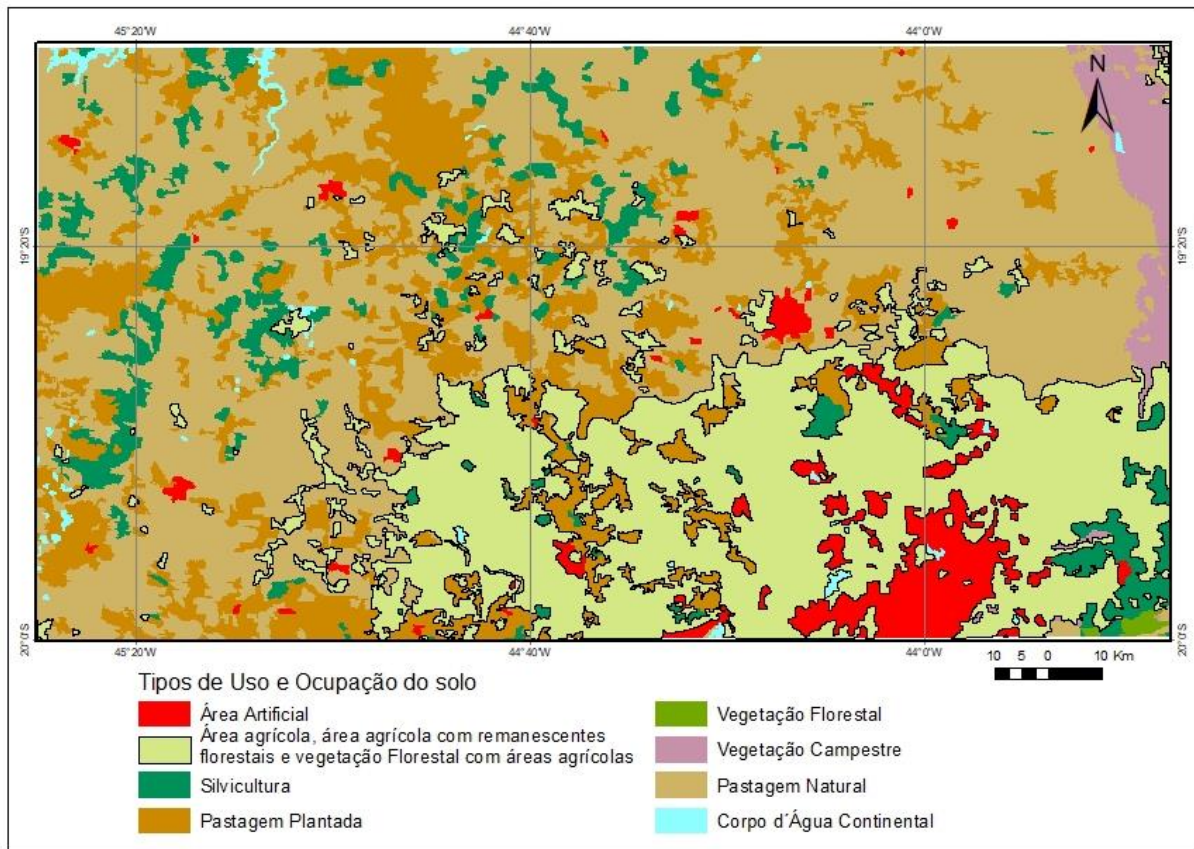 45°20'W
44°40'W
44°0'W
N
19°20'S
19°20'S
20°0'S
20°0'S
45°20'W
44°40'W
44°0'W
10 5 0 10 Km
Tipos de Uso e Ocupação do solo
Área Artificial
Área agrícola, área agrícola com remanescentes
florestais e vegetação Florestal com áreas agrícolas
Silvicultura
Pastagem Plantada
Vegetação Florestal
Vegetação Campestre
Pastagem Natural
Corpo d´Água Continental